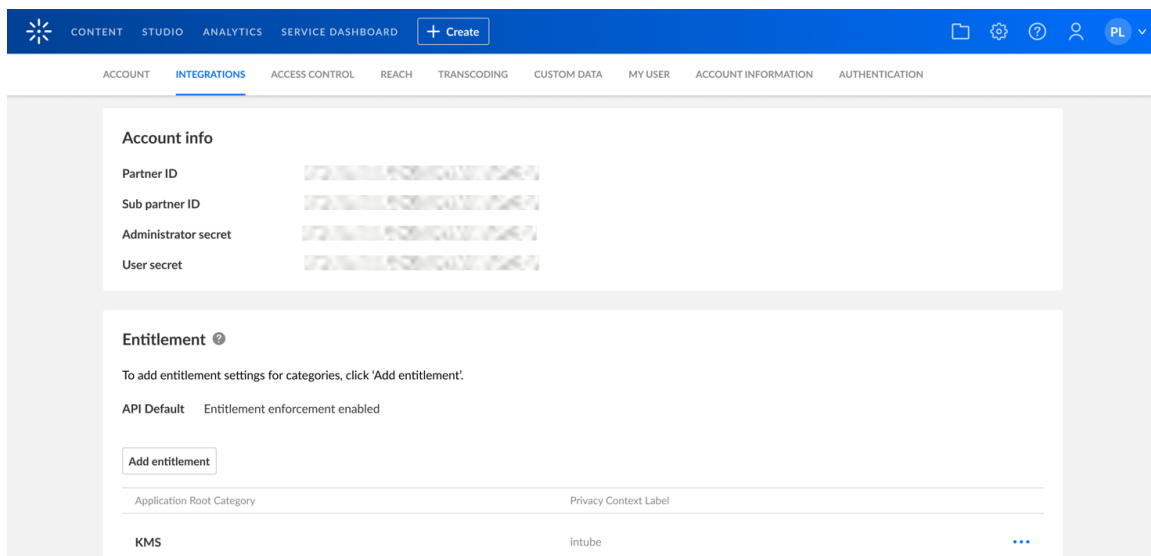 CONTENT STUDIO ANALYTICS SERVICE DASHBOARD + Create PL
ACCOUNT INTEGRATIONS ACCESS CONTROL REACH TRANSCODING CUSTOM DATA MY USER ACCOUNT INFORMATION AUTHENTICATION
Account info
Partner ID
Sub partner ID
Administrator secret
User secret
Entitlement ?
To add entitlement settings for categories, click ‘Add entitlement’.
API Default Entitlement enforcement enabled
Add entitlement
Application Root Category Privacy Context Label
KMS intube